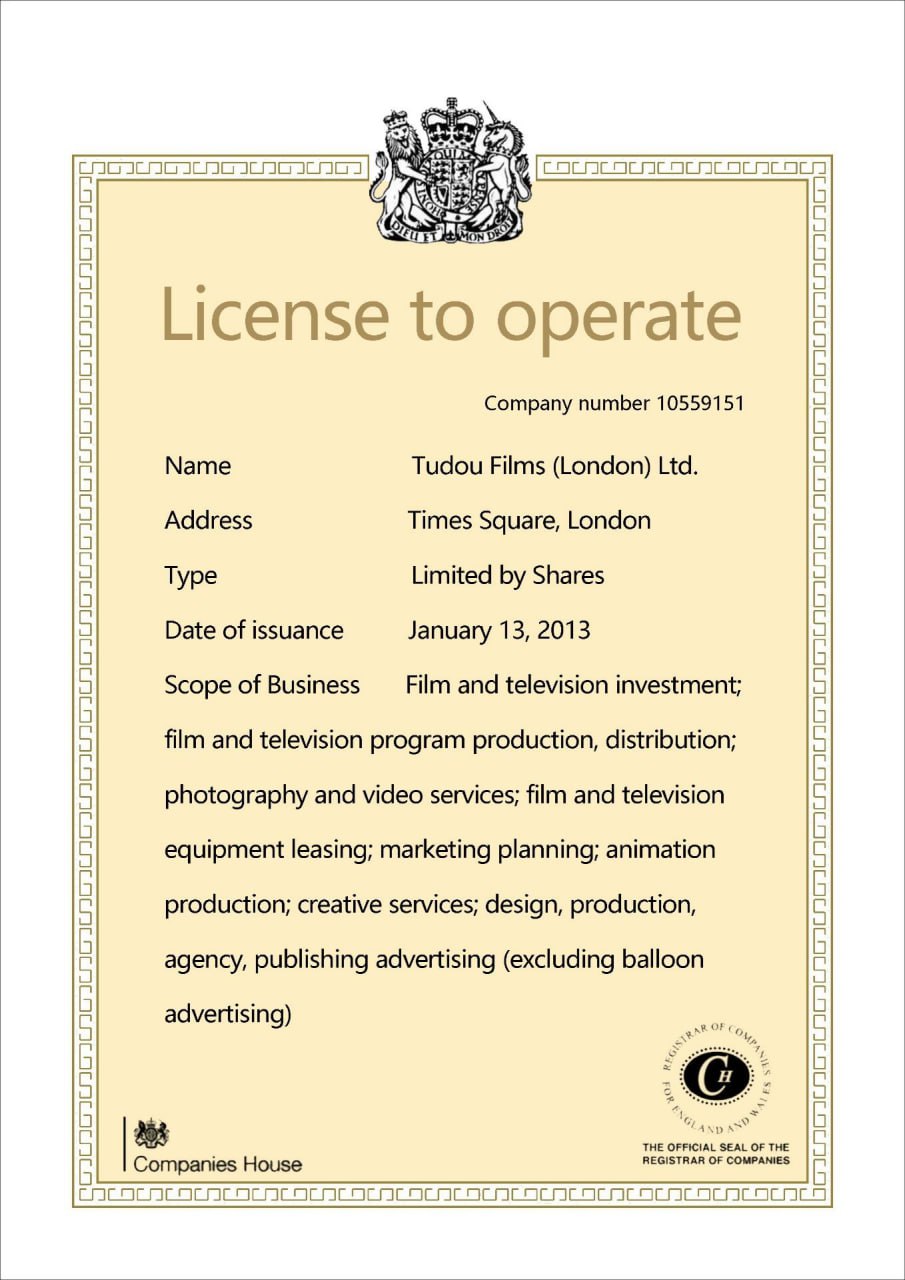 DIEU ET MON DROIT
License to operate
Company number 10559151
Name Tudou Films (London) Ltd.
Address Times Square, London
Type Limited by Shares
Date of issuance January 13, 2013
Scope of Business Film and television investment;
film and television program production, distribution;
photography and video services; film and television
equipment leasing; marketing planning; animation
production; creative services; design, production,
agency, publishing advertising (excluding balloon
advertising)
REGISTRAR OF COMPANIES
FOR ENGLAND AND WALES
CH
THE OFFICIAL SEAL OF THE
REGISTRAR OF COMPANIES
Companies House